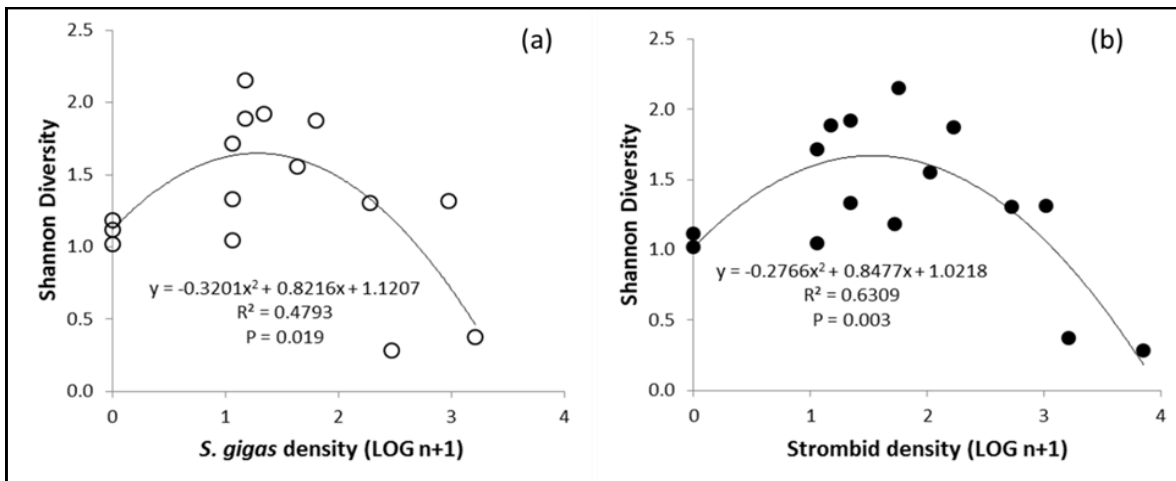 (a)
2.5
2.0
1.5
1.0
0.5
0.0
Shannon Diversity
y = -0.3201x² + 0.8216x + 1.1207
R² = 0.4793
P = 0.019
0 1 2 3 4
S. gigas density (LOG n+1)
(b)
2.5
2.0
1.5
1.0
0.5
0.0
Shannon Diversity
y = -0.2766x² + 0.8477x + 1.0218
R² = 0.6309
P = 0.003
0 1 2 3 4
Strombid density (LOG n+1)